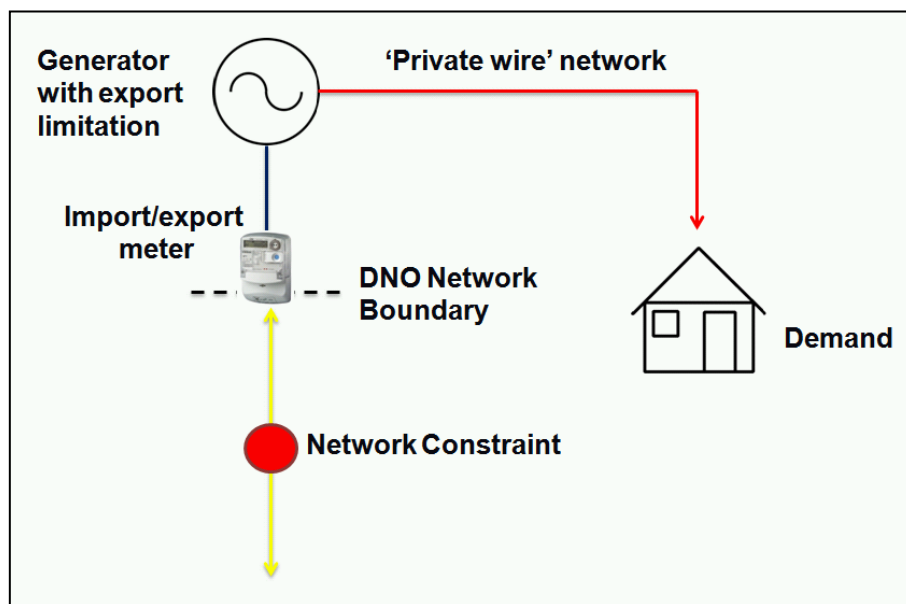 Generator
with export
limitation
‘Private wire’ network
Import/export
meter
DNO Network
Boundary
Demand
Network Constraint